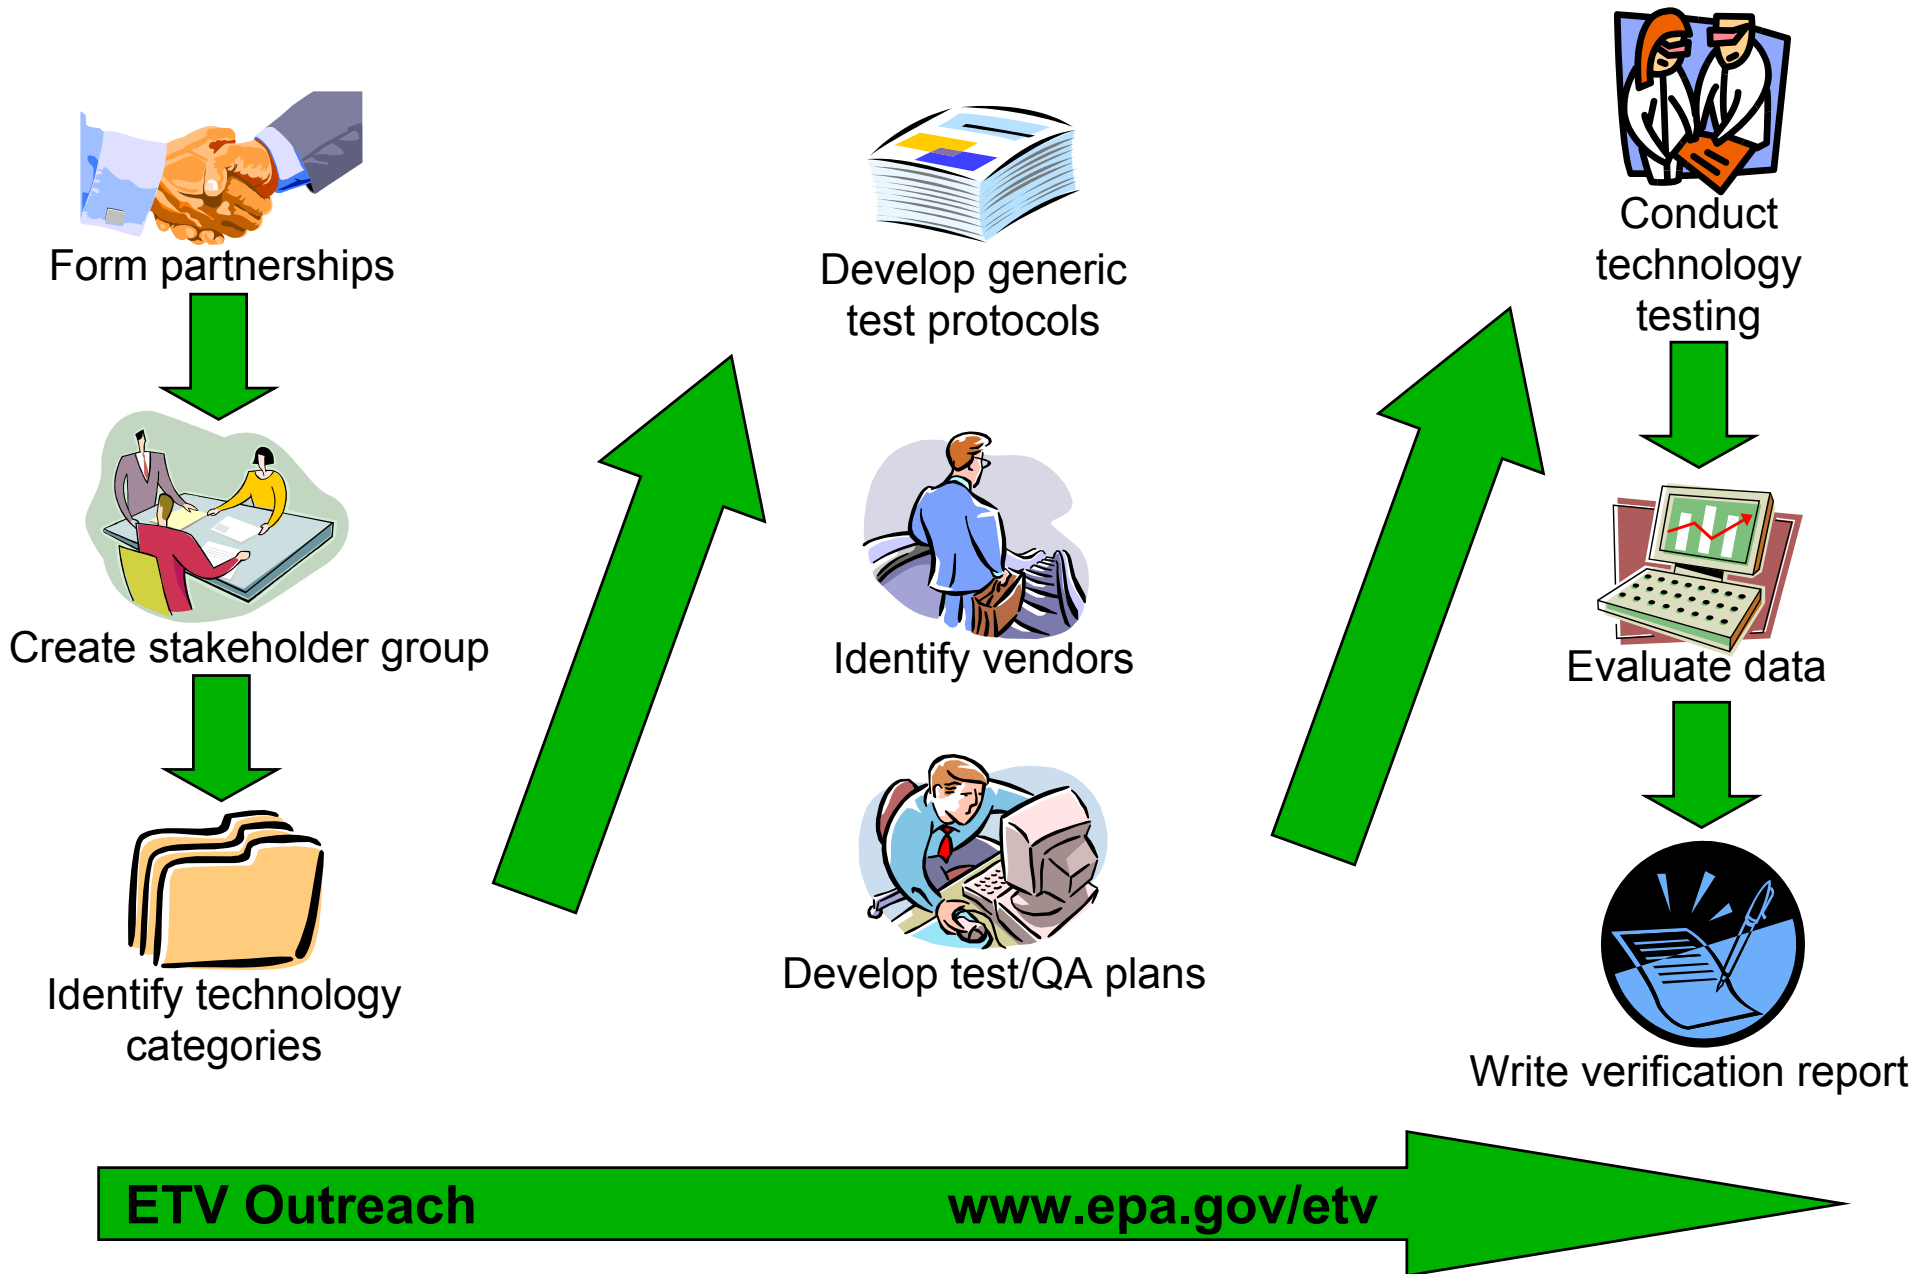 Form partnerships
Create stakeholder group
Identify technology
categories
Develop generic
test protocols
Identify vendors
Develop test/QA plans
Conduct
technology
testing
Evaluate data
Write verification report
ETV Outreach www.epa.gov/etv